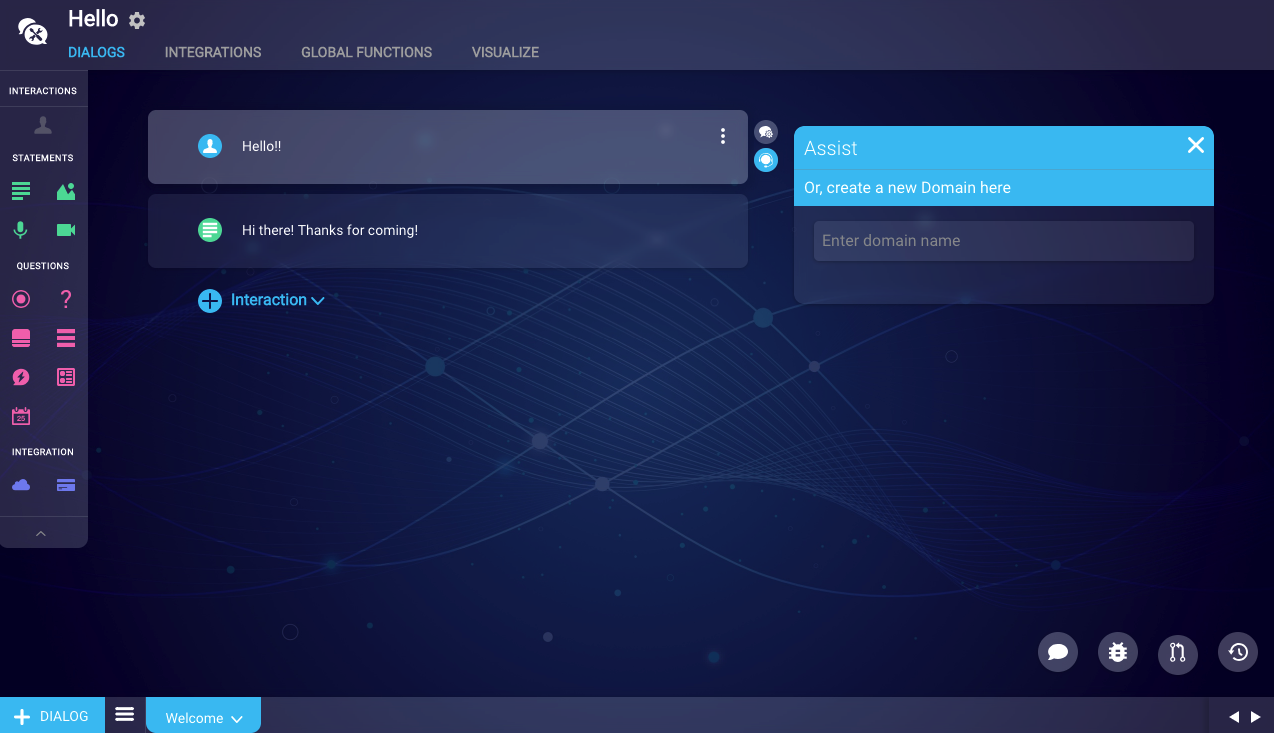 Hello
DIALOGS INTEGRATIONS GLOBAL FUNCTIONS VISUALIZE
INTERACTIONS
STATEMENTS
QUESTIONS
25
INTEGRATION
Hello!!
Hi there! Thanks for coming!
Interaction
Assist
Or, create a new Domain here
Enter domain name
DIALOG
Welcome